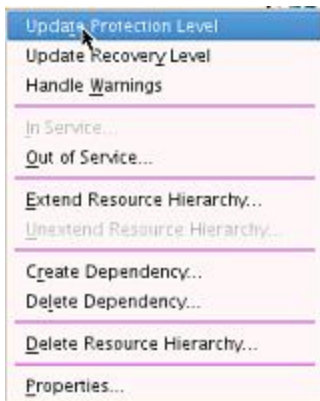 Update Protection Level
Update Recovery Level
Handle Warnings
In Service...
Out of Service...
Extend Resource Hierarchy...
Unextend Resource Hierarchy...
Create Dependency...
Delete Dependency...
Delete Resource Hierarchy...
Properties...